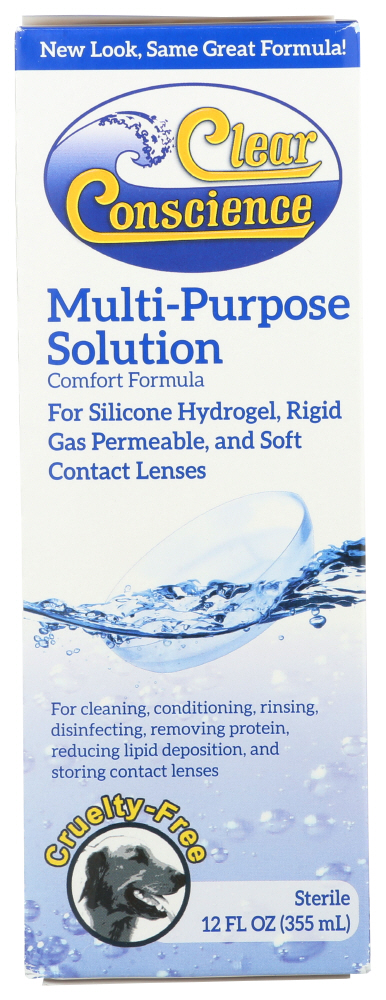 New Look, Same Great Formula!
Clear
Conscience
Multi-Purpose
Solution
Comfort Formula
For Silicone Hydrogel, Rigid
Gas Permeable, and Soft
Contact Lenses
For cleaning, conditioning, rinsing,
disinfecting, removing protein,
reducing lipid deposition, and
storing contact lenses
Cruelty-Free
Sterile
12 FL OZ (355 mL)